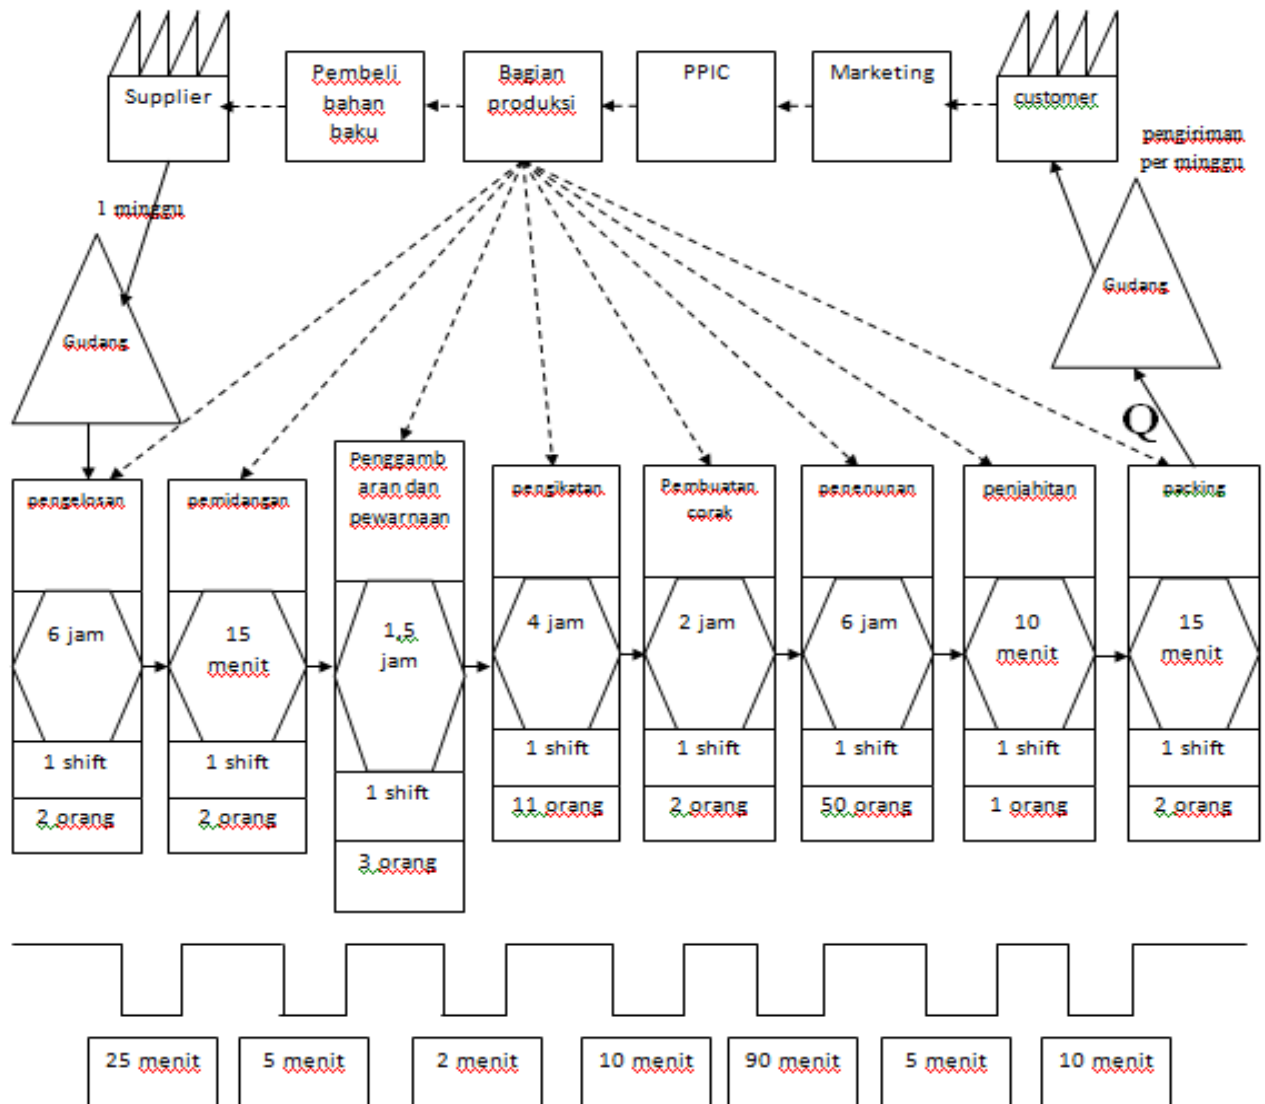 Supplier
Pembeli
bahan
baku
Bagian
produksi
PPIC
Marketing
customer
pengiriman
per minggu
1 minggu
Gudang
Gudang
Q
pengelosan
pemidangan
Penggamb
aran dan
pewarnaan
pengikatan
Pembuatan
corak
penenunan
penjahitan
packing
6 jam
15
menit
1,5
jam
4 jam
2 jam
6 jam
10
menit
15
menit
1 shift
1 shift
1 shift
1 shift
1 shift
1 shift
1 shift
1 shift
2 orang
2 orang
3 orang
11 orang
2 orang
50 orang
1 orang
2 orang
25 menit
5 menit
2 menit
10 menit
90 menit
5 menit
10 menit